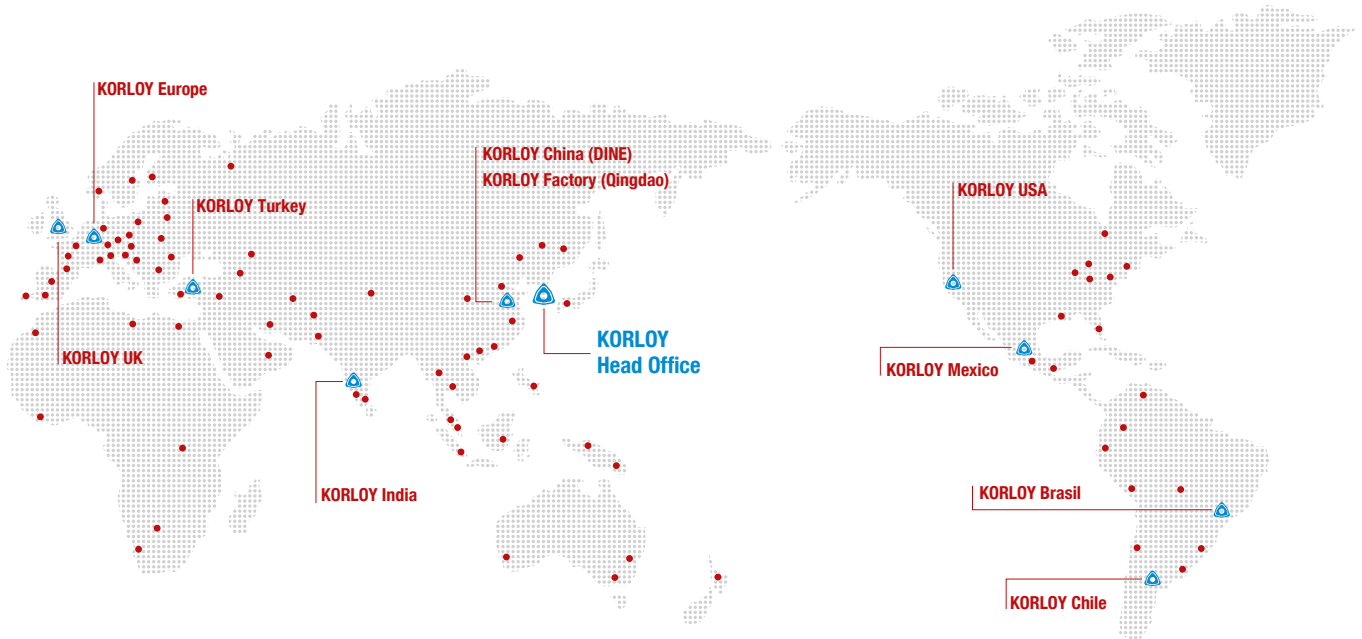 KORLOY Europe
KORLOY China (DINE)
KORLOY Factory (Qingdao)
KORLOY USA
KORLOY Turkey
KORLOY UK
KORLOY
Head Office
KORLOY Mexico
KORLOY India
KORLOY Brasil
KORLOY Chile